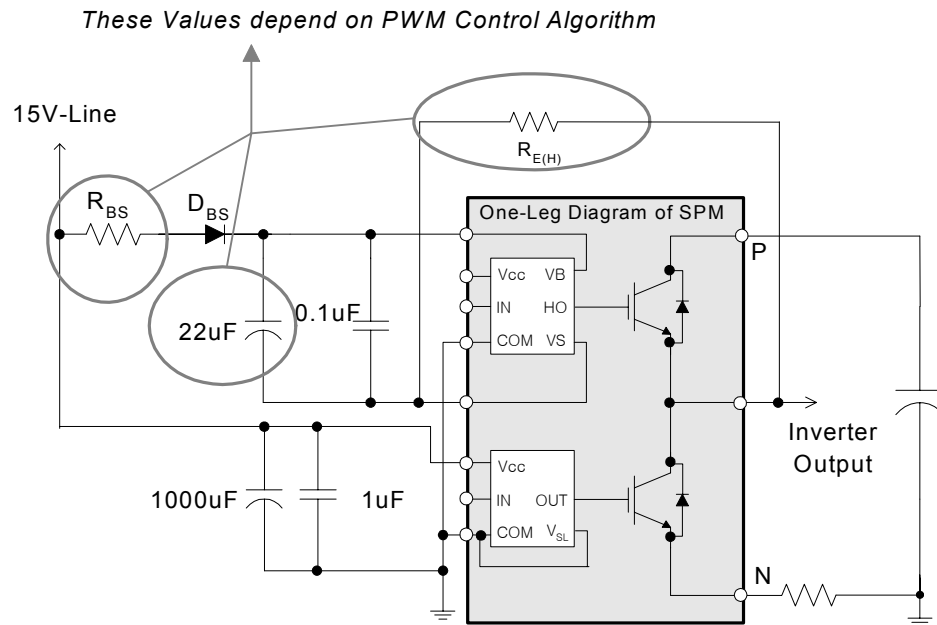 These Values depend on PWM Control Algorithm
15V-Line
R_E(H)
R_BS
D_BS
One-Leg Diagram of SPM
P
Vcc VB
IN HO
COM VS
22uF
0.1uF
Inverter
Output
Vcc
IN OUT
COM V_SL
1000uF
1uF
N